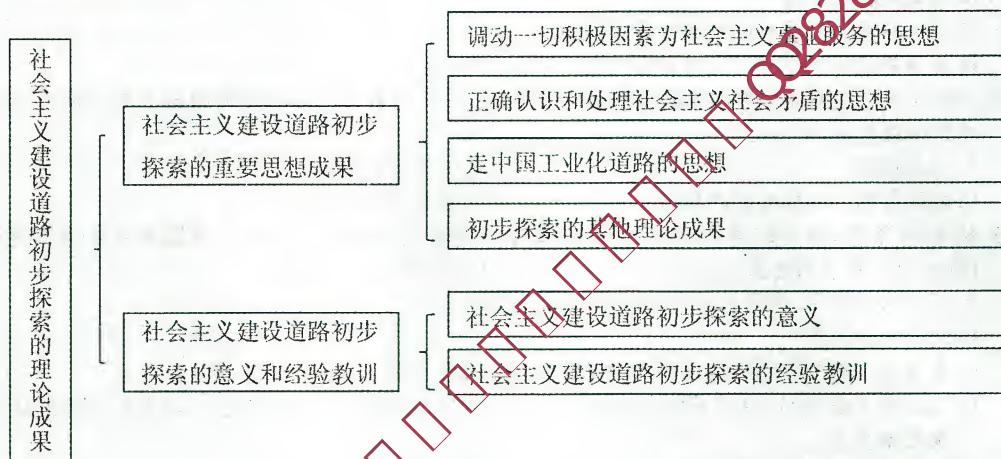 社会主义建设道路初步探索的理论成果
社会主义建设道路初步
探索的重要思想成果
调动一切积极因素为社会主义事业服务的思想
正确认识和处理社会主义社会矛盾的思想
走中国工业化道路的思想
初步探索的其他理论成果
社会主义建设道路初步
探索的意义和经验教训
社会主义建设道路初步探索的意义
社会主义建设道路初步探索的经验教训